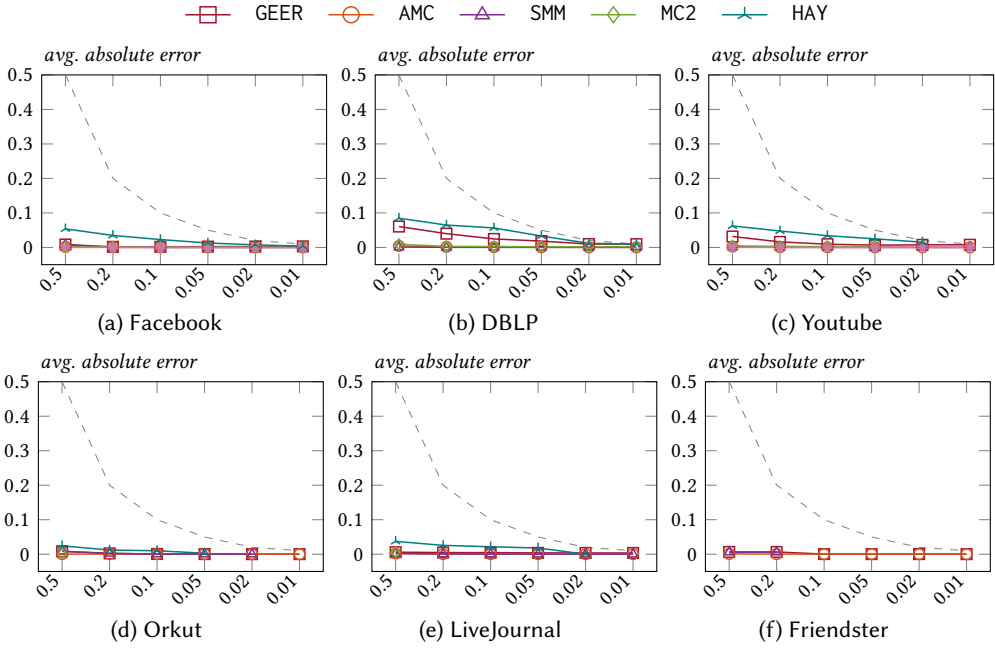 GEER AMC SMM MC2 HAY
avg. absolute error avg. absolute error avg. absolute error
0.5 0.5 0.5
0.4 0.4 0.4
0.3 0.3 0.3
0.2 0.2 0.2
0.1 0.1 0.1
0 0 0
0.5 0.2 0.1 0.05 0.02 0.01 0.5 0.2 0.1 0.05 0.02 0.01 0.5 0.2 0.1 0.05 0.02 0.01
(a) Facebook (b) DBLP (c) Youtube
avg. absolute error avg. absolute error avg. absolute error
0.5 0.5 0.5
0.4 0.4 0.4
0.3 0.3 0.3
0.2 0.2 0.2
0.1 0.1 0.1
0 0 0
0.5 0.2 0.1 0.05 0.02 0.01 0.5 0.2 0.1 0.05 0.02 0.01 0.5 0.2 0.1 0.05 0.02 0.01
(d) Orkut (e) LiveJournal (f) Friendster